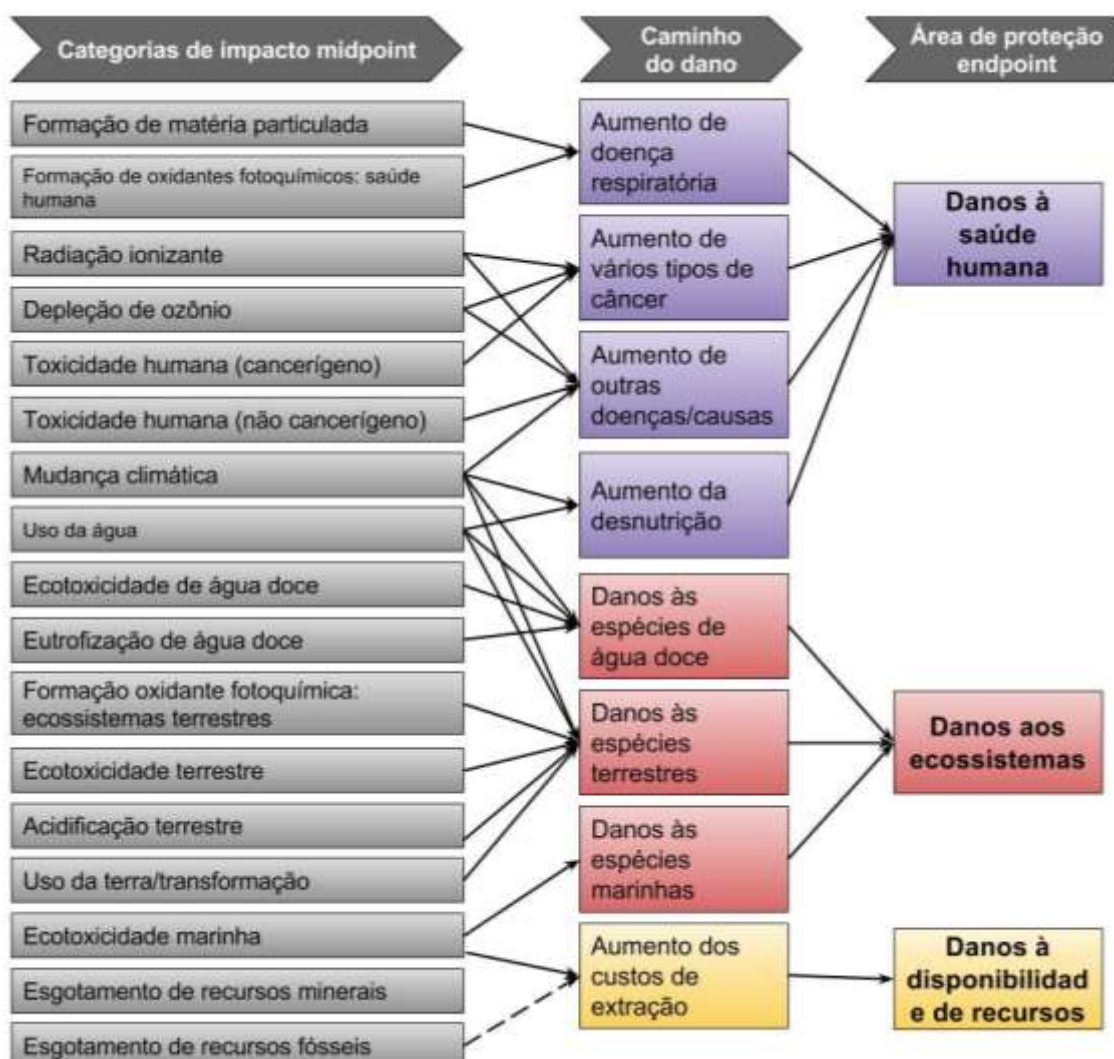 Categorias de impacto midpoint
Caminho
do dano
Área de proteção
endpoint
Formação de matéria particulada
Formação de oxidantes fotoquímicos: saúde
humana
Radiação ionizante
Depleção de ozônio
Toxicidade humana (cancerígeno)
Toxicidade humana (não cancerígeno)
Mudança climática
Uso da água
Ecotoxicidade de água doce
Eutrofização de água doce
Formação oxidante fotoquímica:
ecossistemas terrestres
Ecotoxicidade terrestre
Acidificação terrestre
Uso da terra/transformação
Ecotoxicidade marinha
Esgotamento de recursos minerais
Esgotamento de recursos fósseis
Aumento de
doença
respiratória
Aumento de
vários tipos de
câncer
Aumento de
outras
doenças/causas
Aumento da
desnutrição
Danos às
espécies de
água doce
Danos às
espécies
terrestres
Danos às
espécies
marinhas
Aumento dos
custos de
extração
Danos à
saúde
humana
Danos aos
ecossistemas
Danos à
disponibilidad
e de recursos